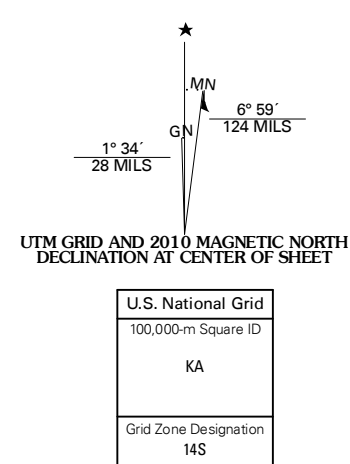 ★
MN
GN
6° 59´
124 MILS
1° 34´
28 MILS
UTM GRID AND 2010 MAGNETIC NORTH
DECLINATION AT CENTER OF SHEET
U.S. National Grid
100,000-m Square ID
KA
Grid Zone Designation
14S